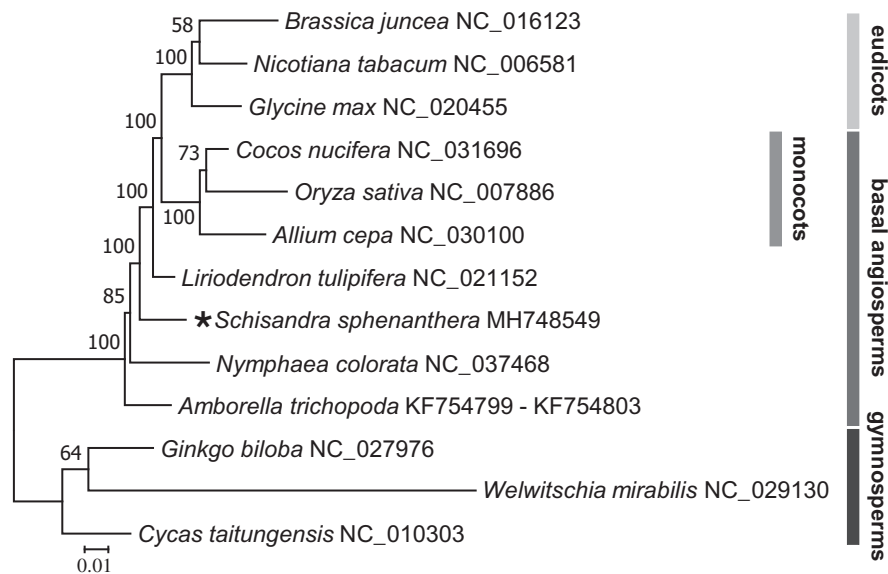 58
Brassica juncea NC_016123
100
Nicotiana tabacum NC_006581
Glycine max NC_020455
100
73
Cocos nucifera NC_031696
Oryza sativa NC_007886
100
100
Allium cepa NC_030100
100
Liriodendron tulipifera NC_021152
85
*Schisandra sphenanthera MH748549
100
Nymphaea colorata NC_037468
Amborella trichopoda KF754799 - KF754803
64
Ginkgo biloba NC_027976
Welwitschia mirabilis NC_029130
Cycas taitungensis NC_010303
0.01
eudicots
monocots
basal angiosperms
gymnosperms